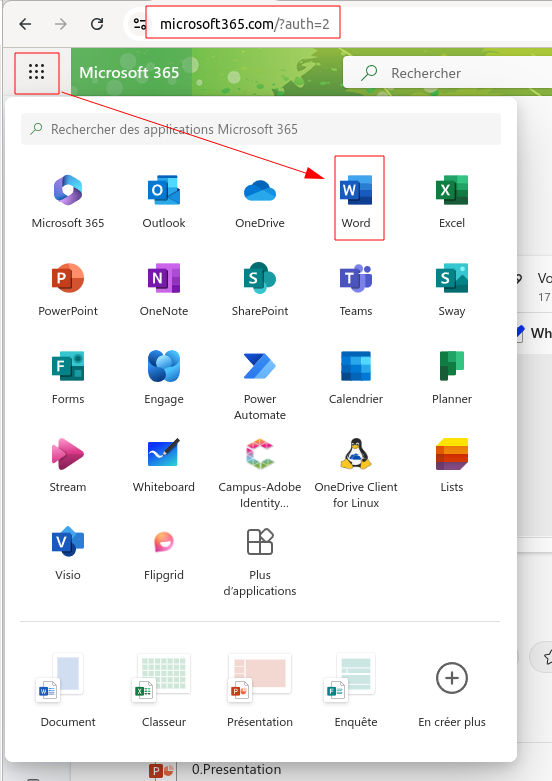 microsoft365.com/?auth=2
Microsoft 365
Rechercher
Rechercher des applications Microsoft 365
Microsoft 365
Outlook
OneDrive
Word
Excel
PowerPoint
OneNote
SharePoint
Teams
Sway
Forms
Engage
Power
Automate
Calendrier
Planner
Stream
Whiteboard
Campus-Adobe
Identity...
OneDrive Client
for Linux
Lists
Visio
Flipgrid
Plus
d'applications
Vo
17
Wh
Document
Classeur
Présentation
Enquête
En créer plus
0.Presentation